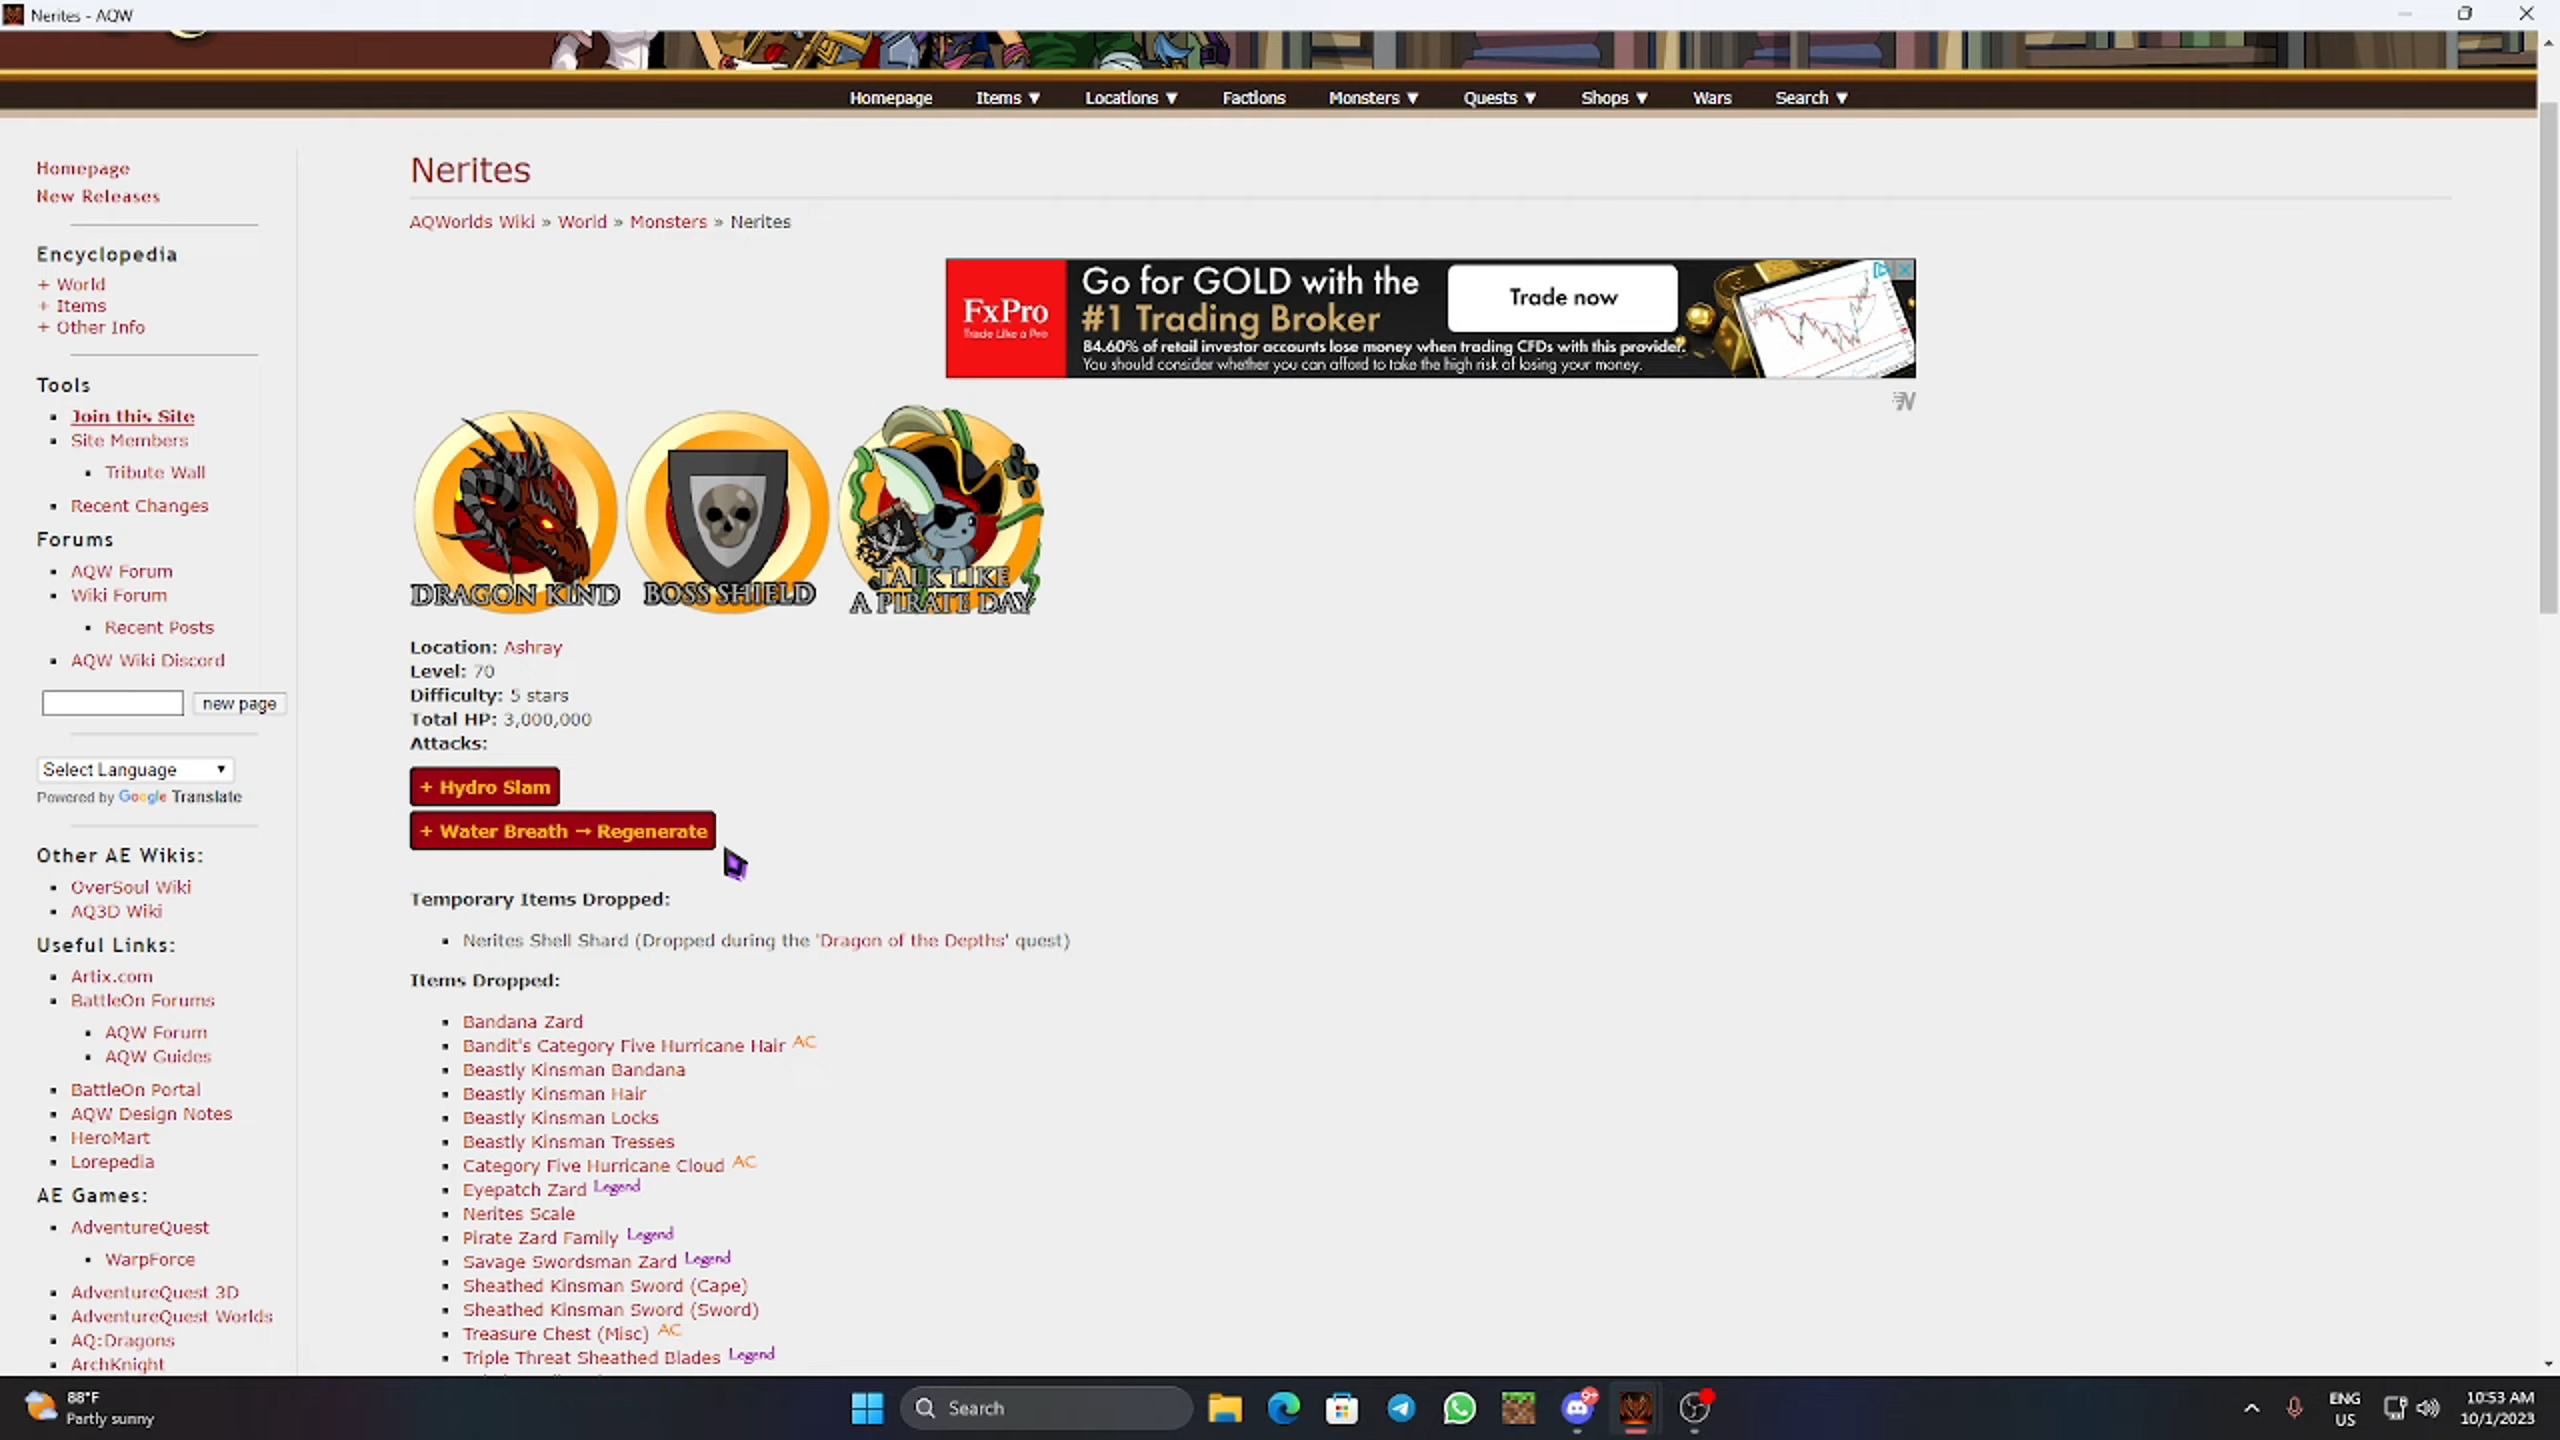 Nerites - AQW
Homepage
Items ▼
Locations ▼
Factions
Monsters ▼
Quests ▼
Shops ▼
Wars
Search ▼
Homepage
New Releases
Encyclopedia
+ World
+ Items
+ Other Info
Tools
Join this Site
Site Members
Tribute Wall
Recent Changes
Forums
AQW Forum
Wiki Forum
Recent Posts
AQW Wiki Discord
new page
Select Language ▼
Powered by Google Translate
Other AE Wikis:
OverSoul Wiki
AQ3D Wiki
Useful Links:
Artix.com
BattleOn Forums
AQW Forum
AQW Guides
BattleOn Portal
AQW Design Notes
HeroMart
Lorepedia
AE Games:
AdventureQuest
WarpForce
AdventureQuest 3D
AdventureQuest Worlds
AQ:Dragons
ArchKnight
Nerites
AQWorlds Wiki » World » Monsters » Nerites
FxPro
Trade Like a Pro
Go for GOLD with the
#1 Trading Broker
84.60% of retail investor accounts lose money when trading CFDs with this provider.
You should consider whether you can afford to take the high risk of losing your money.
Trade now
DRAGON KIND
BOSS SHIELD
TALK LIKE
A PIRATE DAY
Location: Ashray
Level: 70
Difficulty: 5 stars
Total HP: 3,000,000
Attacks:
+ Hydro Slam
+ Water Breath → Regenerate
Temporary Items Dropped:
Nerites Shell Shard (Dropped during the 'Dragon of the Depths' quest)
Items Dropped:
Bandana Zard
Bandit's Category Five Hurricane Hair AC
Beastly Kinsman Bandana
Beastly Kinsman Hair
Beastly Kinsman Locks
Beastly Kinsman Tresses
Category Five Hurricane Cloud AC
Eyepatch Zard Legend
Nerites Scale
Pirate Zard Family Legend
Savage Swordsman Zard Legend
Sheathed Kinsman Sword (Cape)
Sheathed Kinsman Sword (Sword)
Treasure Chest (Misc) AC
Triple Threat Sheathed Blades Legend
88°F
Partly sunny
Search
9+
ENG
US
10:53 AM
10/1/2023